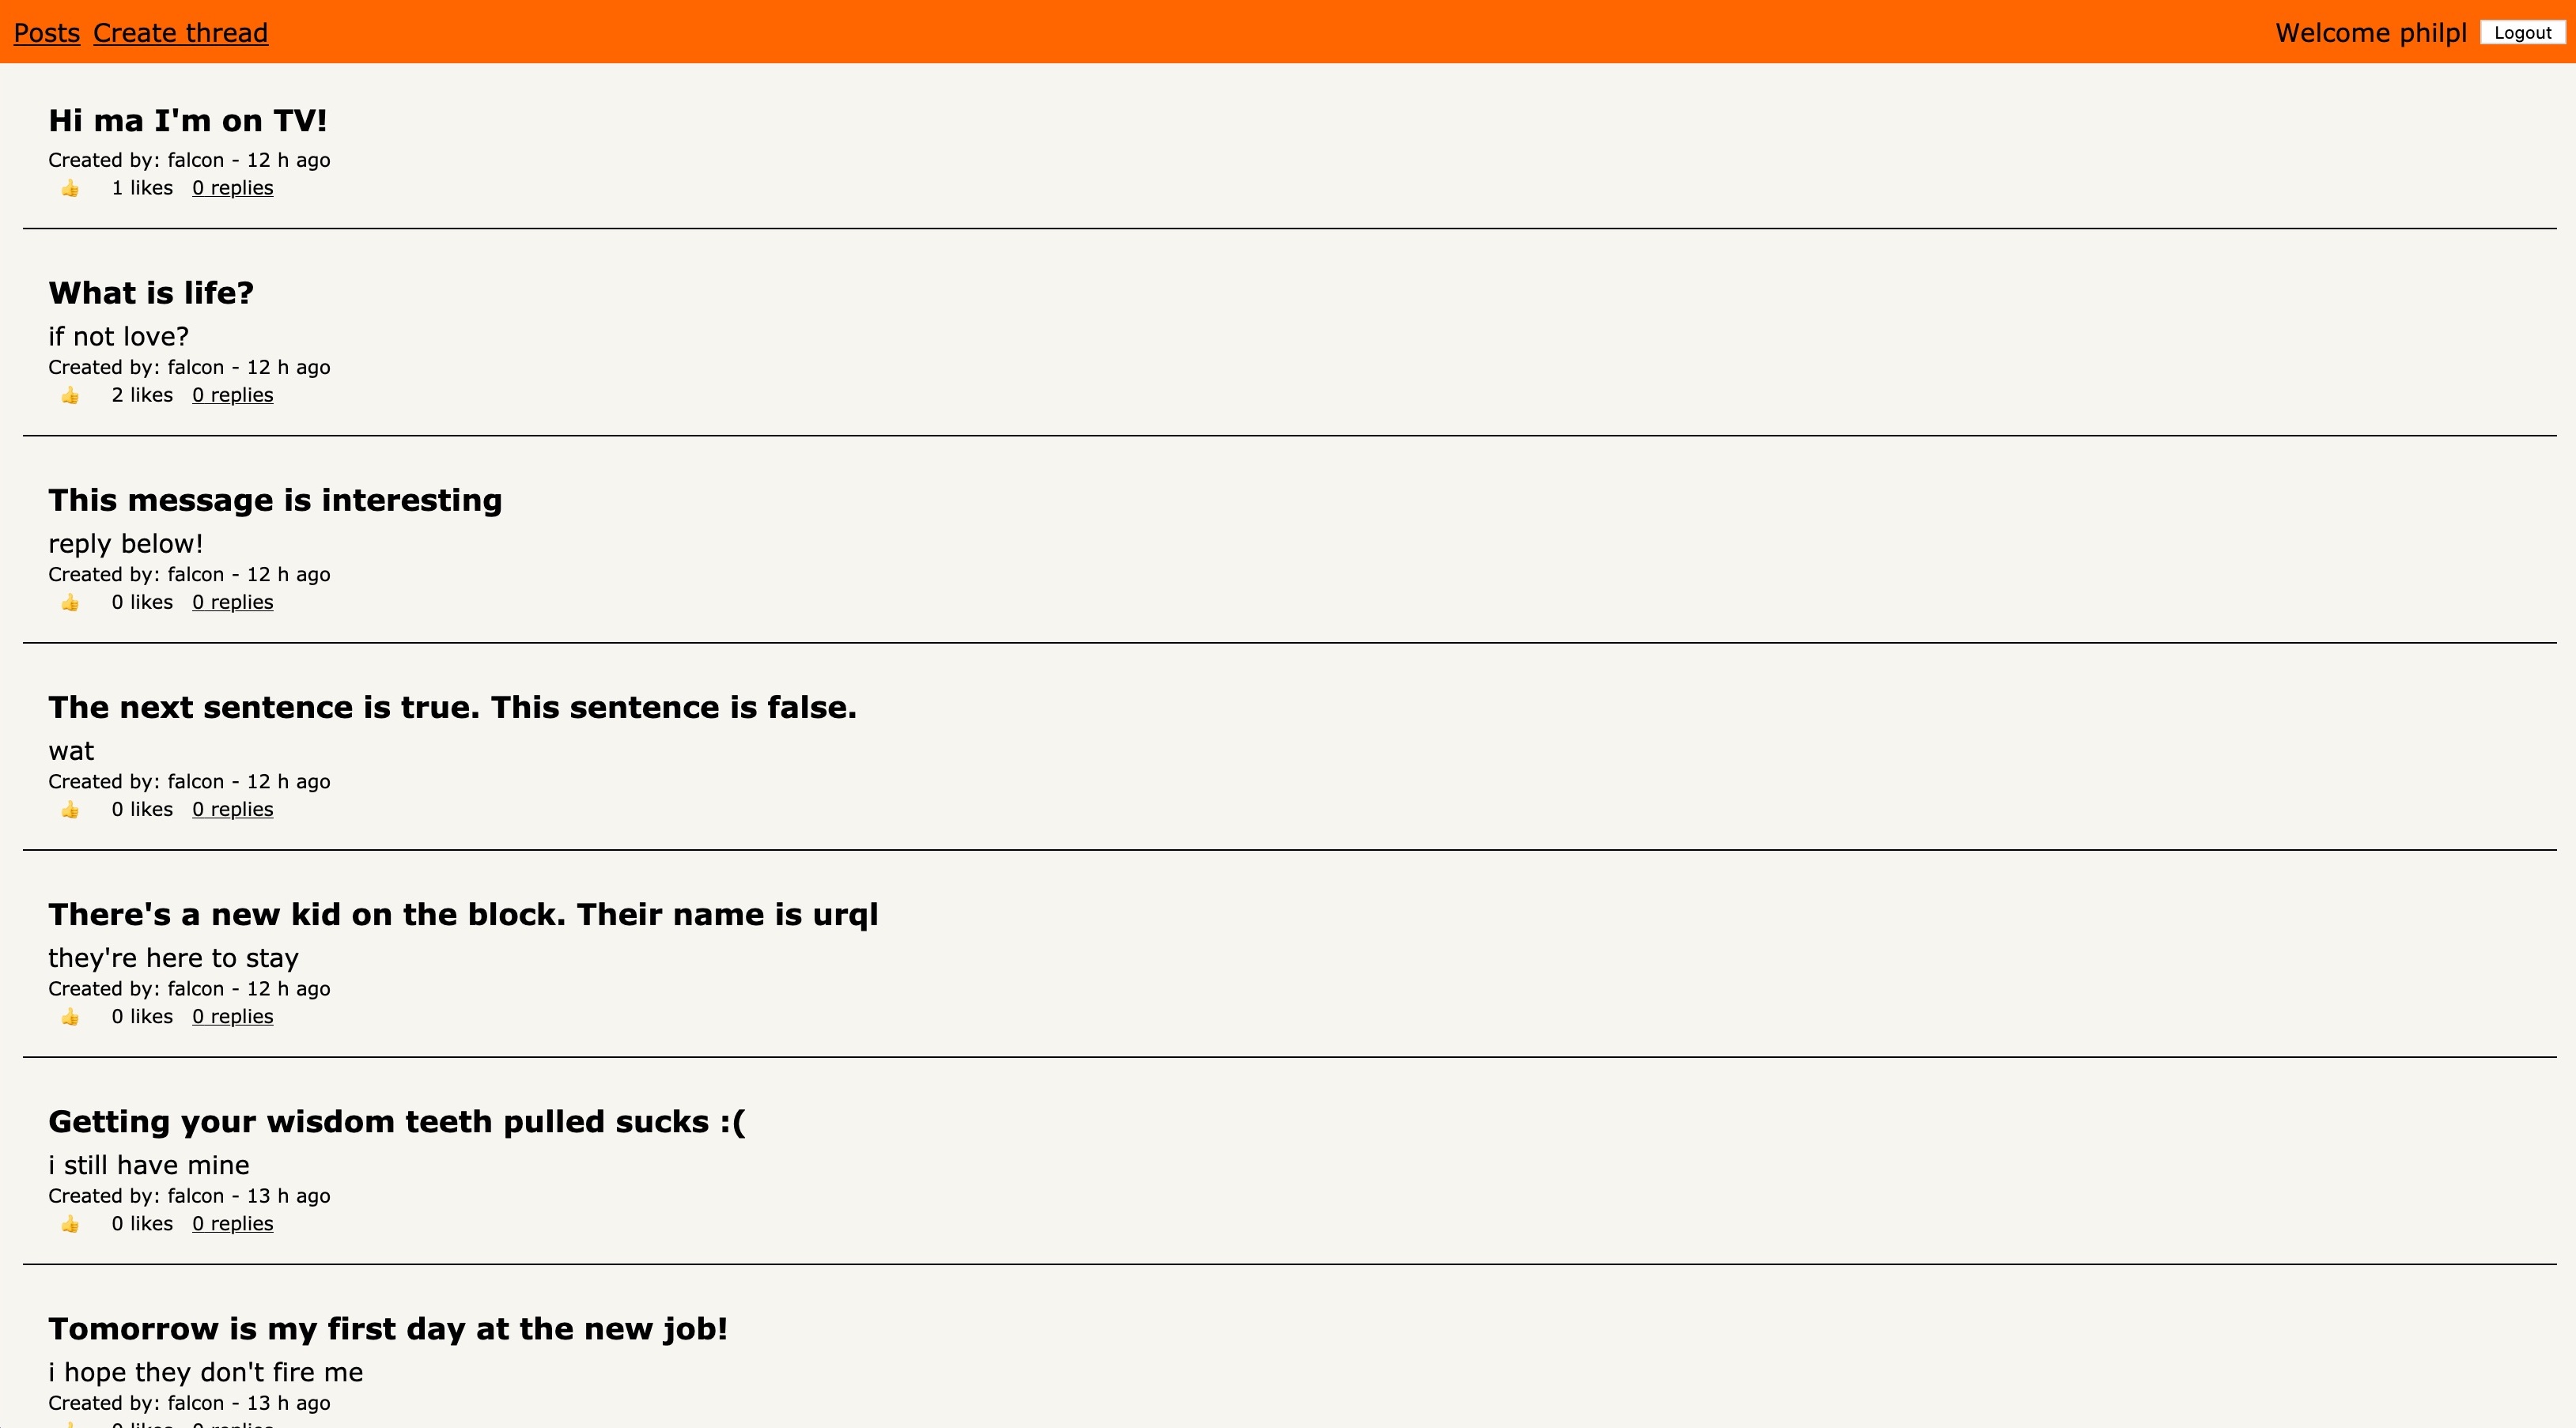 Posts Create thread Welcome philpl Logout
Hi ma I'm on TV!
Created by: falcon - 12 h ago
👍 1 likes 0 replies
What is life?
if not love?
Created by: falcon - 12 h ago
👍 2 likes 0 replies
This message is interesting
reply below!
Created by: falcon - 12 h ago
👍 0 likes 0 replies
The next sentence is true. This sentence is false.
wat
Created by: falcon - 12 h ago
👍 0 likes 0 replies
There's a new kid on the block. Their name is urql
they're here to stay
Created by: falcon - 12 h ago
👍 0 likes 0 replies
Getting your wisdom teeth pulled sucks :(
i still have mine
Created by: falcon - 13 h ago
👍 0 likes 0 replies
Tomorrow is my first day at the new job!
i hope they don't fire me
Created by: falcon - 13 h ago